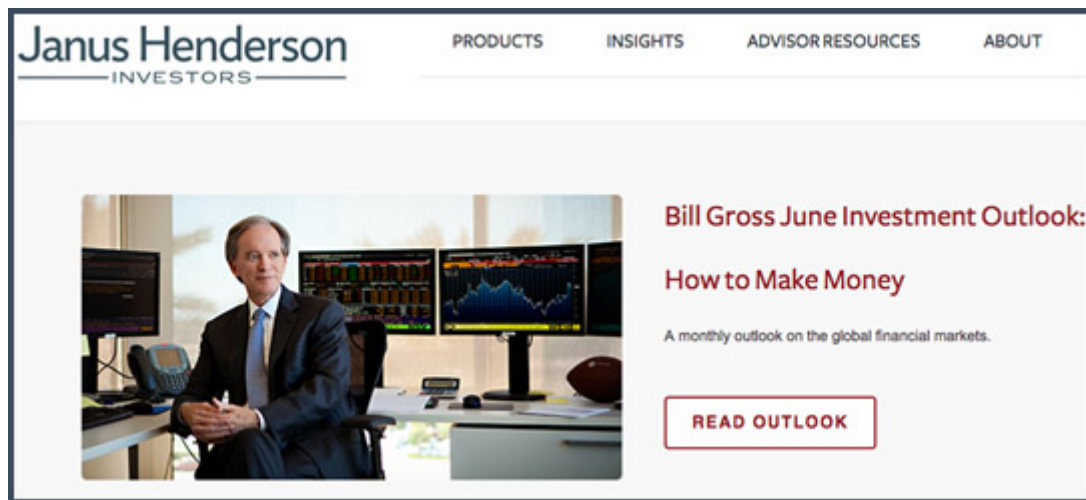 Janus Henderson
INVESTORS
PRODUCTS INSIGHTS ADVISOR RESOURCES ABOUT
Bill Gross June Investment Outlook:
How to Make Money
A monthly outlook on the global financial markets.
READ OUTLOOK